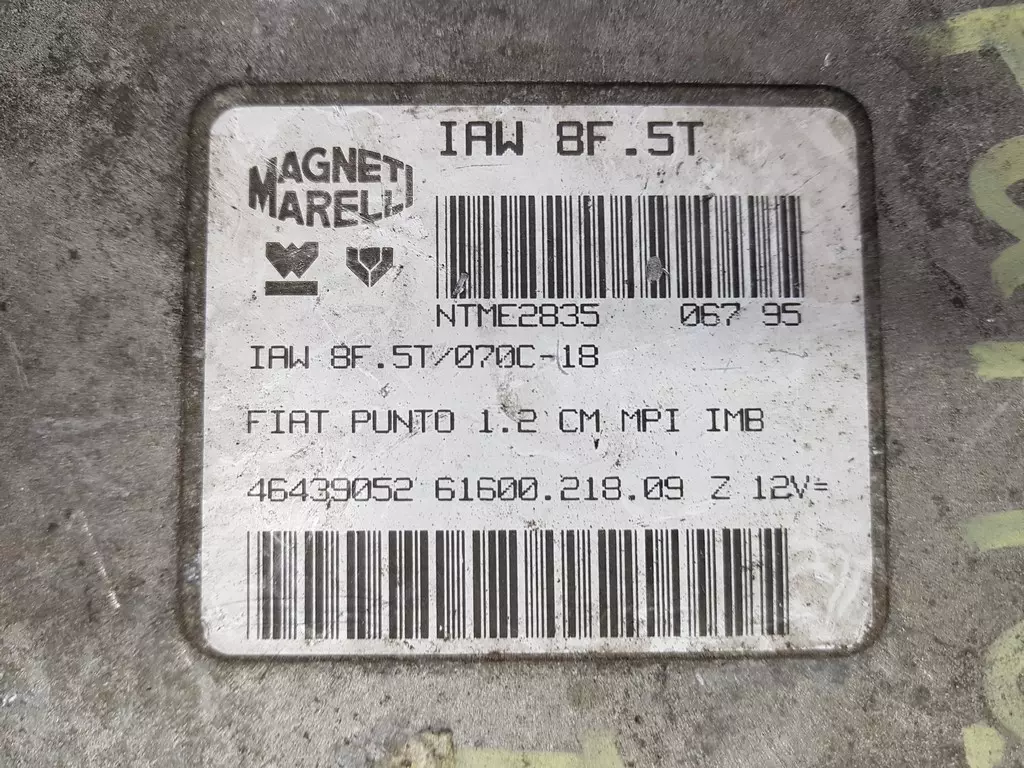 IAW 8F.5T
MAGNETI
MARELLI
NTME2835 067 95
IAW 8F.5T/070C-18
FIAT PUNTO 1.2 CM MPI IMB
46439052 61600.218.09 Z 12V=